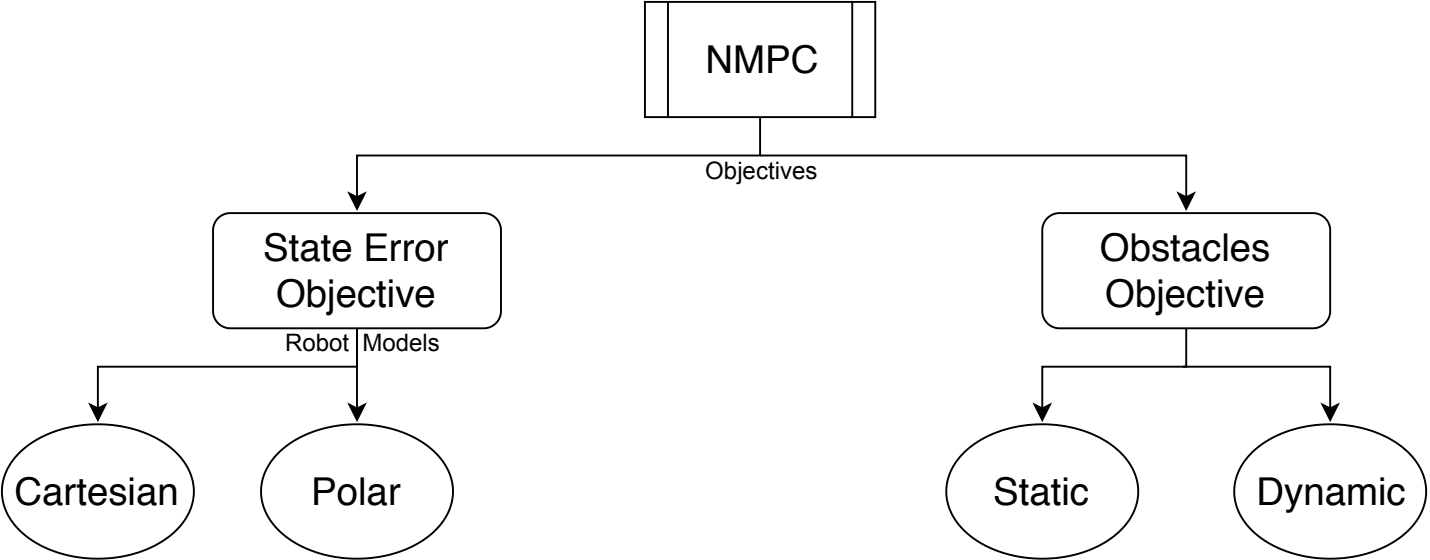 NMPC
Objectives
State Error
Objective
Obstacles
Objective
Robot Models
Cartesian
Polar
Static
Dynamic